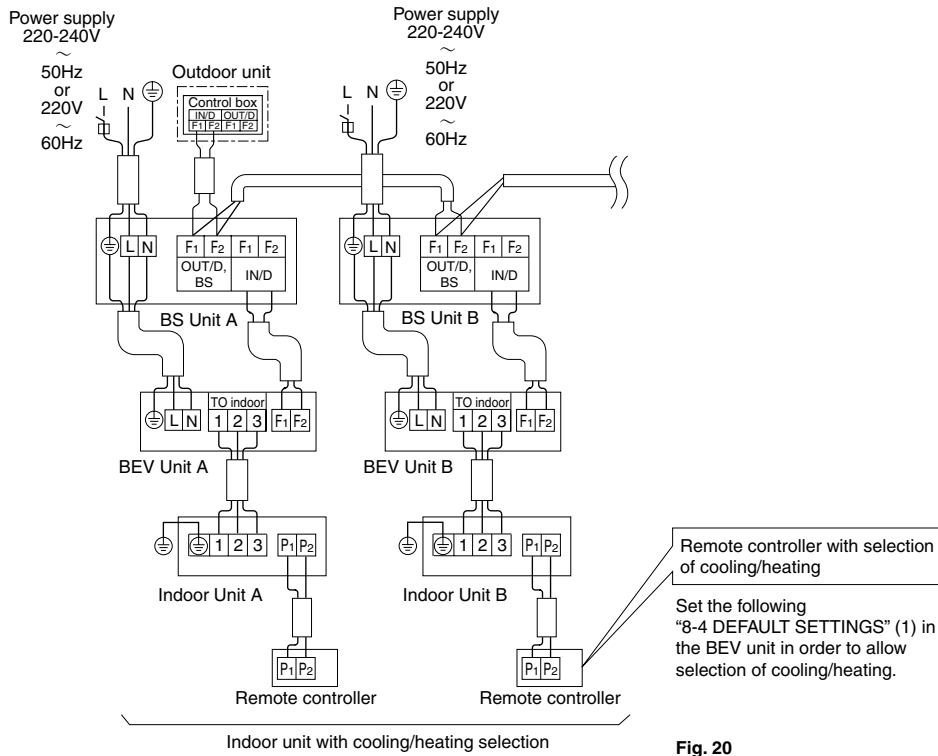 Power supply
220-240V
~
50Hz
or
220V
~
60Hz
L N
Outdoor unit
Control box
IN/D OUT/D
F1 F2 F1 F2
Power supply
220-240V
~
50Hz
or
220V
~
60Hz
L N
L N
F1 F2 F1 F2
OUT/D,
BS
IN/D
BS Unit A
L N
F1 F2 F1 F2
OUT/D,
BS
IN/D
BS Unit B
L N
TO indoor
1 2 3
F1 F2
BEV Unit A
L N
TO indoor
1 2 3
F1 F2
BEV Unit B
1 2 3
P1 P2
Indoor Unit A
1 2 3
P1 P2
Indoor Unit B
P1 P2
Remote controller
P1 P2
Remote controller
Remote controller with selection
of cooling/heating
Set the following
“8-4 DEFAULT SETTINGS” (1) in
the BEV unit in order to allow
selection of cooling/heating.
Indoor unit with cooling/heating selection
Fig. 20